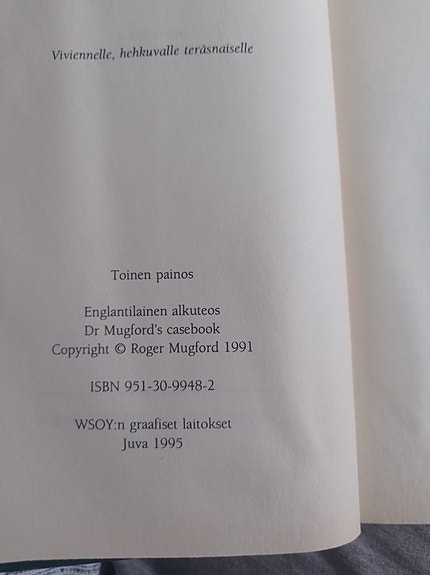 Viviennelle, hehkuvalle teräsnaiselle
Toinen painos
Englantilainen alkuteos
Dr Mugford's casebook
Copyright © Roger Mugford 1991
ISBN 951-30-9948-2
WSOY:n graafiset laitokset
Juva 1995